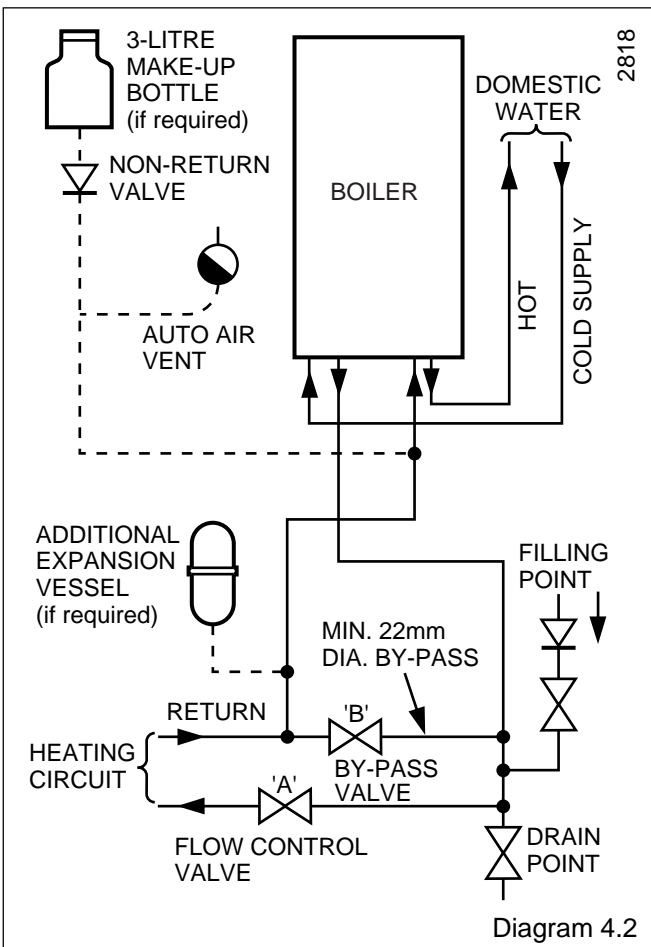 3-LITRE
MAKE-UP
BOTTLE
(if required)
NON-RETURN
VALVE
AUTO AIR
VENT
BOILER
2818
DOMESTIC
WATER
HOT
COLD SUPPLY
ADDITIONAL
EXPANSION
VESSEL
(if required)
FILLING
POINT
MIN. 22mm
DIA. BY-PASS
RETURN
'B'
HEATING
CIRCUIT
BY-PASS
VALVE
'A'
FLOW CONTROL
VALVE
DRAIN
POINT
Diagram 4.2